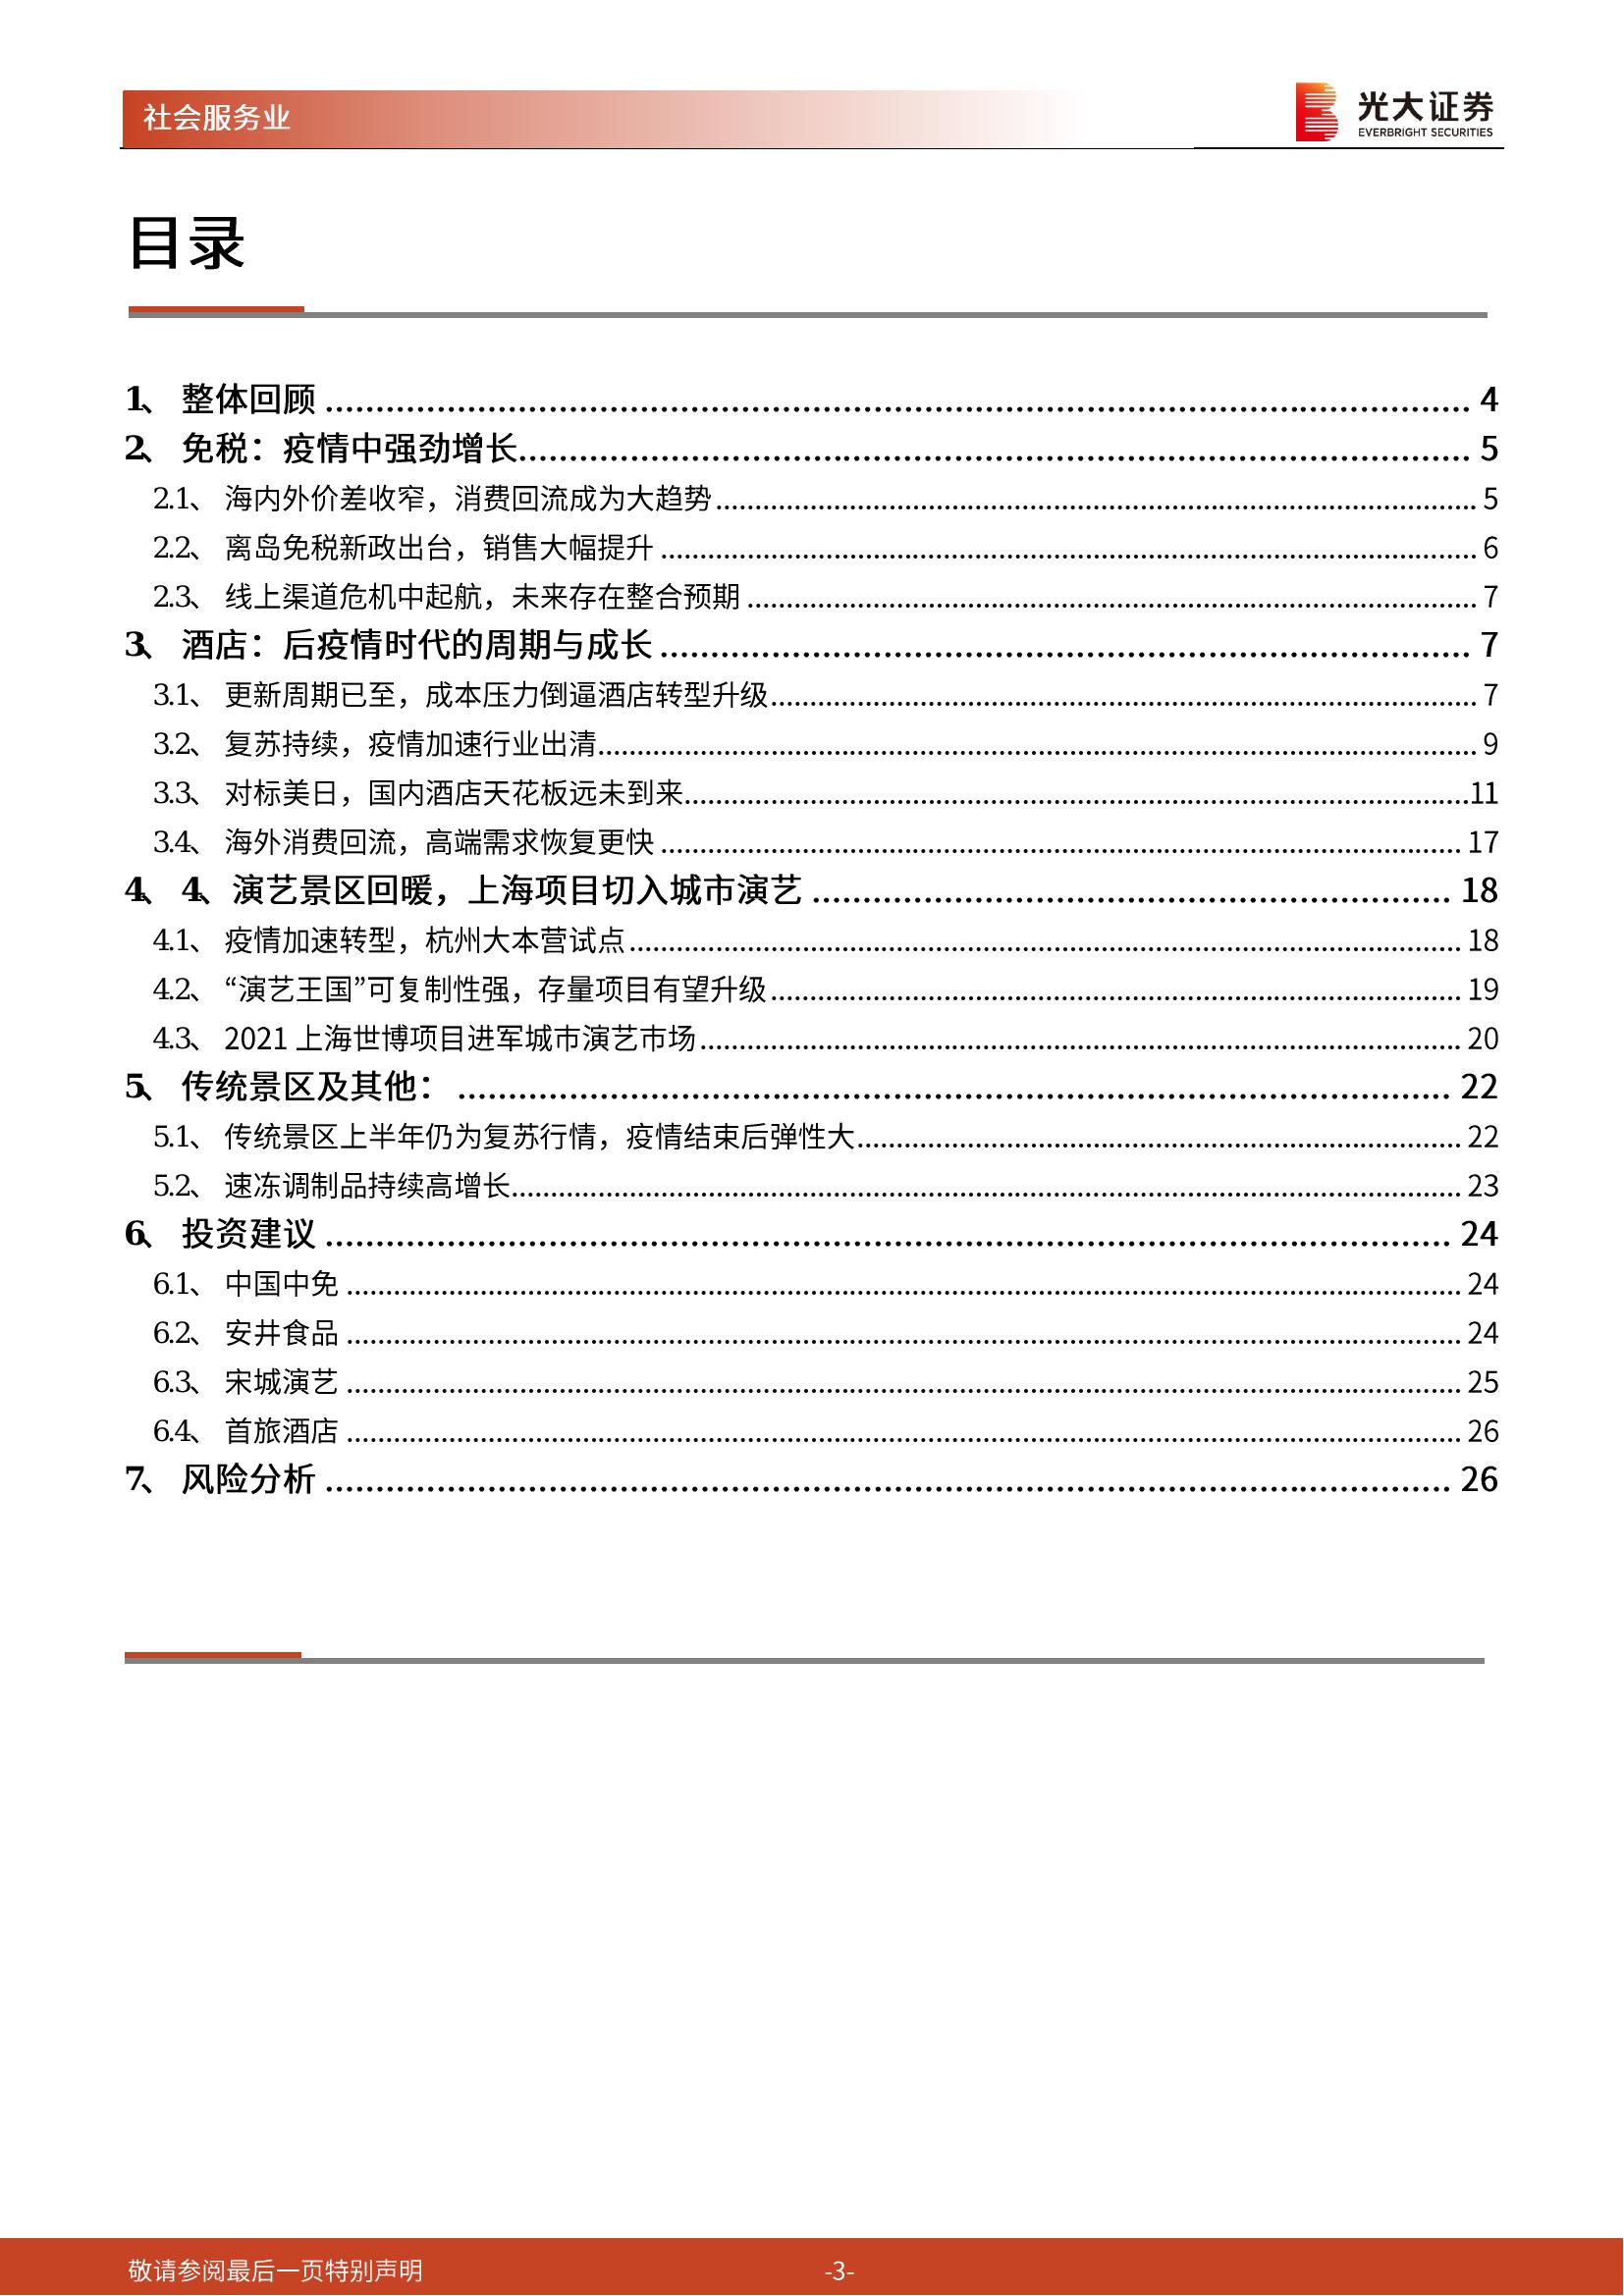 社会服务业
光大证券
EVERBRIGHT SECURITIES
目录
1、 整体回顾 ........ 4
2、 免税：疫情中强劲增长........ 5
2.1、 海内外价差收窄，消费回流成为大趋势........ 5
2.2、 离岛免税新政出台，销售大幅提升 ........ 6
2.3、 线上渠道危机中起航，未来存在整合预期 ........ 7
3、 酒店：后疫情时代的周期与成长 ........ 7
3.1、 更新周期已至，成本压力倒逼酒店转型升级........ 7
3.2、 复苏持续，疫情加速行业出清........ 9
3.3、 对标美日，国内酒店天花板远未到来........11
3.4、 海外消费回流，高端需求恢复更快 ........ 17
4、 4、演艺景区回暖，上海项目切入城市演艺 ........ 18
4.1、 疫情加速转型，杭州大本营试点........ 18
4.2、 “演艺王国”可复制性强，存量项目有望升级........ 19
4.3、 2021 上海世博项目进军城市演艺市场........ 20
5、 传统景区及其他： ........ 22
5.1、 传统景区上半年仍为复苏行情，疫情结束后弹性大........ 22
5.2、 速冻调制品持续高增长........ 23
6、 投资建议 ........ 24
6.1、 中国中免 ........ 24
6.2、 安井食品 ........ 24
6.3、 宋城演艺 ........ 25
6.4、 首旅酒店 ........ 26
7、 风险分析 ........ 26
敬请参阅最后一页特别声明
-3-